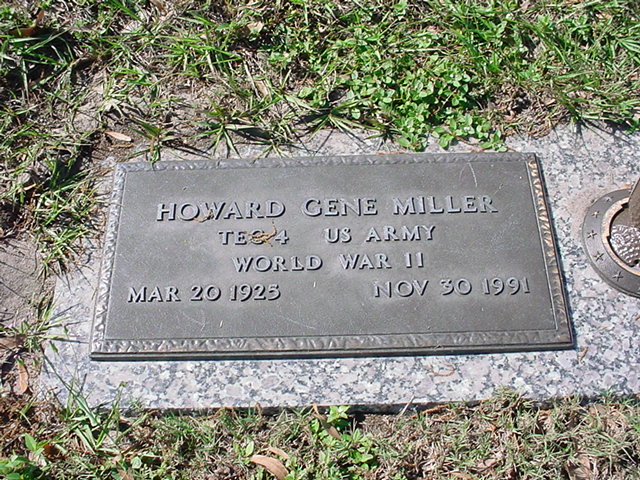 HOWARD GENE MILLER
TEC 4 US ARMY
WORLD WAR II
MAR 20 1925 NOV 30 1991